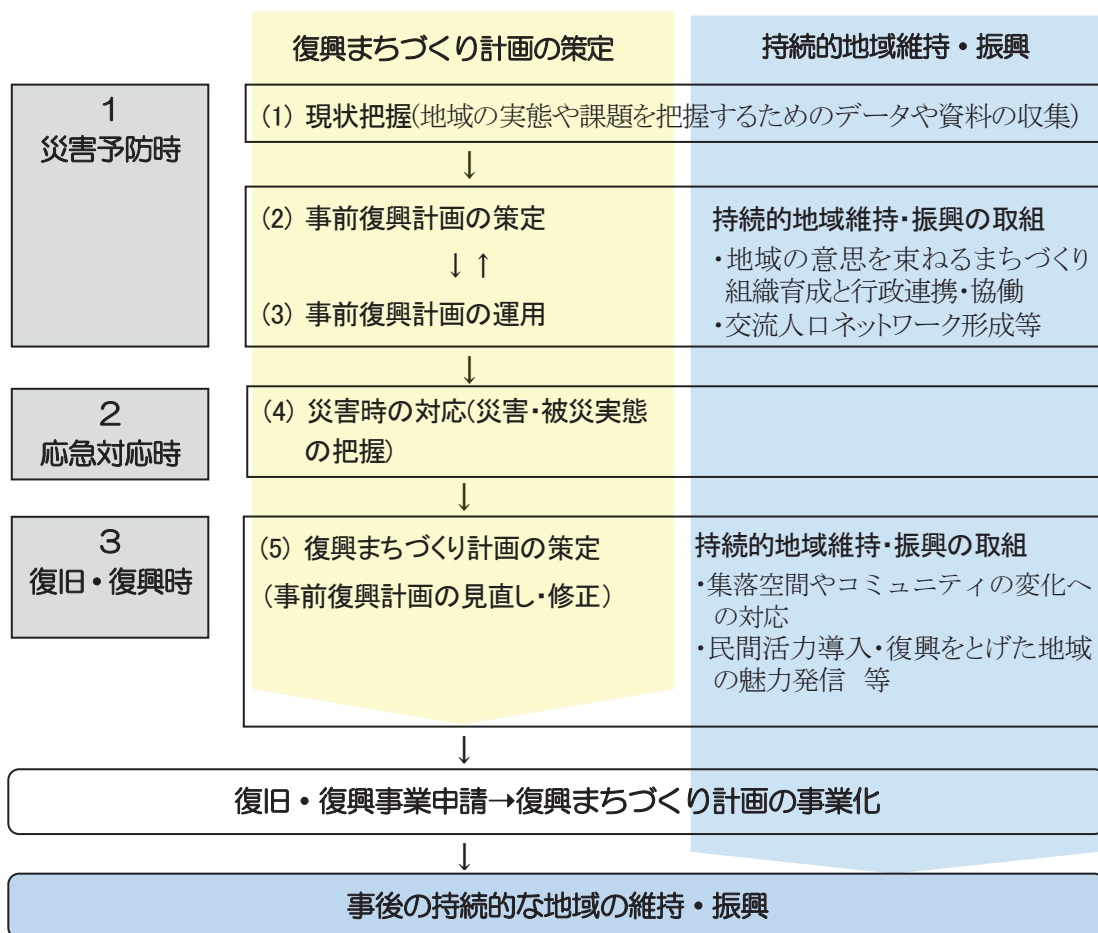 復興まちづくり計画の策定
持続的地域維持・振興
1
災害予防時
(1) 現状把握(地域の実態や課題を把握するためのデータや資料の収集)
↓
(2) 事前復興計画の策定
↓ ↑
(3) 事前復興計画の運用
持続的地域維持・振興の取組
・地域の意思を束ねるまちづくり
組織育成と行政連携・協働
・交流人口ネットワーク形成等
↓
2
応急対応時
(4) 災害時の対応(災害・被災実態
の把握)
↓
3
復旧・復興時
(5) 復興まちづくり計画の策定
(事前復興計画の見直し・修正)
持続的地域維持・振興の取組
・集落空間やコミュニティの変化へ
の対応
・民間活力導入・復興をとげた地域
の魅力発信 等
↓
復旧・復興事業申請→復興まちづくり計画の事業化
↓
事後の持続的な地域の維持・振興